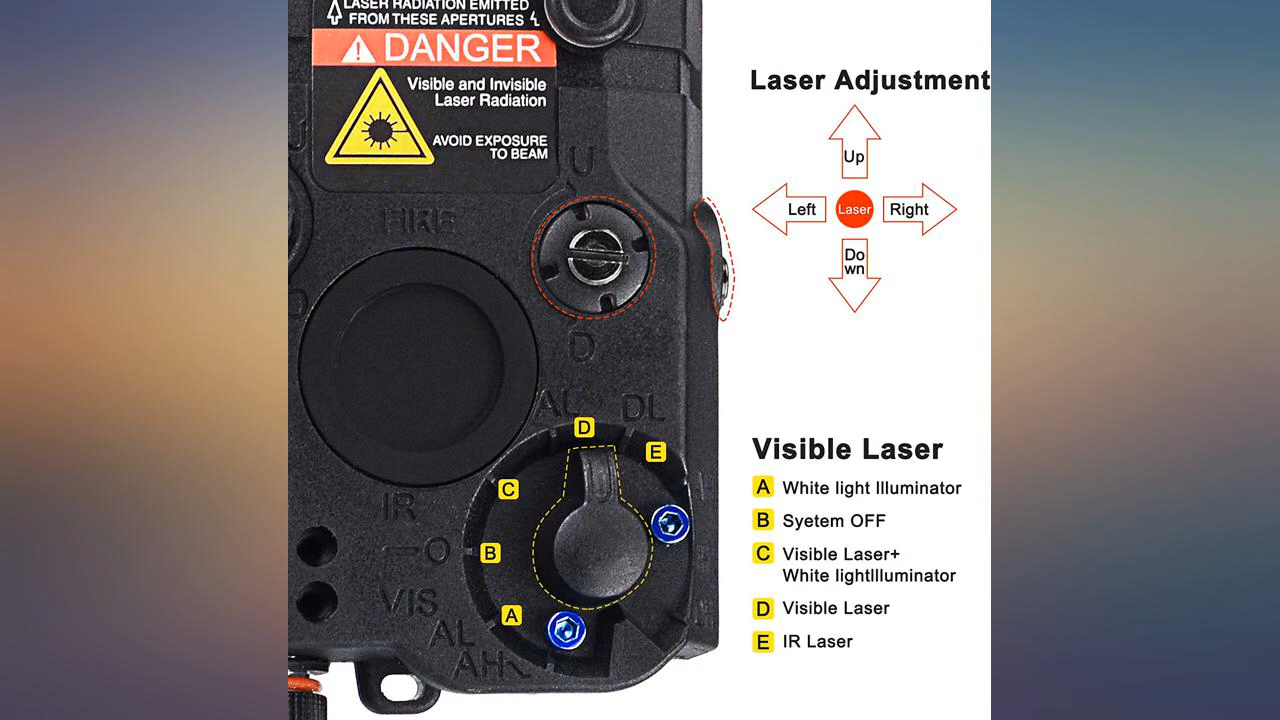 LASER RADIATION EMITTED
FROM THESE APERTURES
DANGER
Visible and Invisible
Laser Radiation
AVOID EXPOSURE
TO BEAM
U
FIRE
D
AL
DL
D
E
C
IR
O
B
VIS
A
AL
AH
Laser Adjustment
Up
Left
Laser
Right
Do
wn
Visible Laser
A White light Illuminator
B Syetem OFF
C Visible Laser+
White lightIlluminator
D Visible Laser
E IR Laser